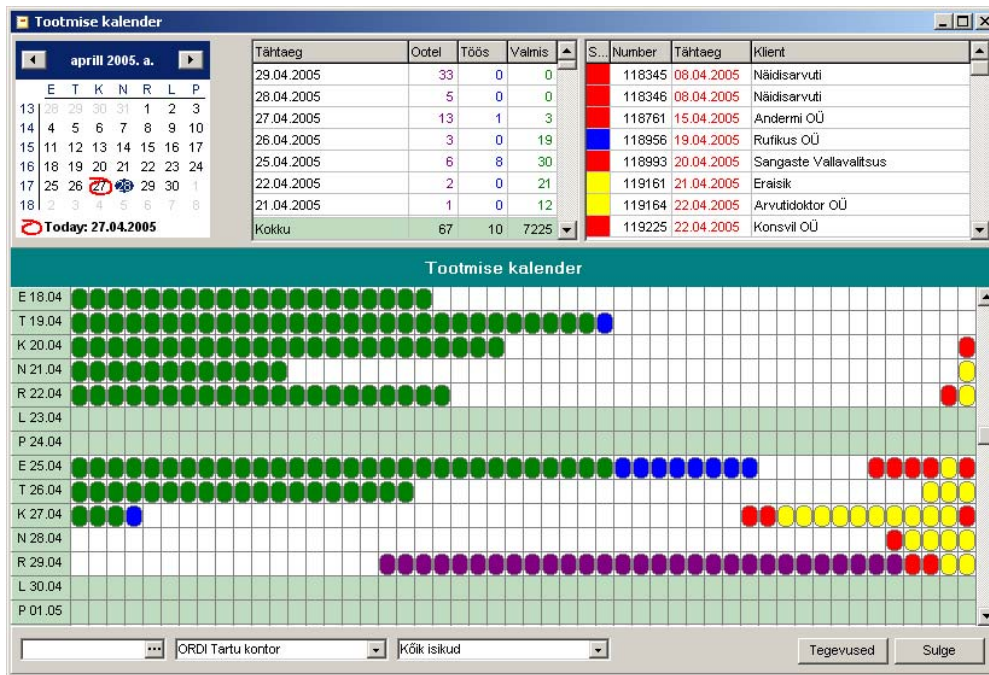 Tootmise kalender
aprill 2005. a.
E T K N R L P
13 28 29 30 31 1 2 3
14 4 5 6 7 8 9 10
15 11 12 13 14 15 16 17
16 18 19 20 21 22 23 24
17 25 26 27 28 29 30 1
18 2 3 4 5 6 7 8
Today: 27.04.2005
Tähtaeg Ootel Töös Valmis
29.04.2005 33 0 0
28.04.2005 5 0 0
27.04.2005 13 1 3
26.04.2005 3 0 19
25.04.2005 6 8 30
22.04.2005 2 0 21
21.04.2005 1 0 12
Kokku 67 10 7225
S... Number Tähtaeg Klient
118345 08.04.2005 Näidisarvuti
118346 08.04.2005 Näidisarvuti
118761 15.04.2005 Andermi OÜ
118956 19.04.2005 Rufikus OÜ
118993 20.04.2005 Sangaste Vallavalitsus
119161 21.04.2005 Eraisik
119164 22.04.2005 Arvutidoktor OÜ
119225 22.04.2005 Konsvil OÜ
Tootmise kalender
E 18.04
T 19.04
K 20.04
N 21.04
R 22.04
L 23.04
P 24.04
E 25.04
T 26.04
K 27.04
N 28.04
R 29.04
L 30.04
P 01.05
... ORDI Tartu kontor Kõik isikud Tegevused Sulge